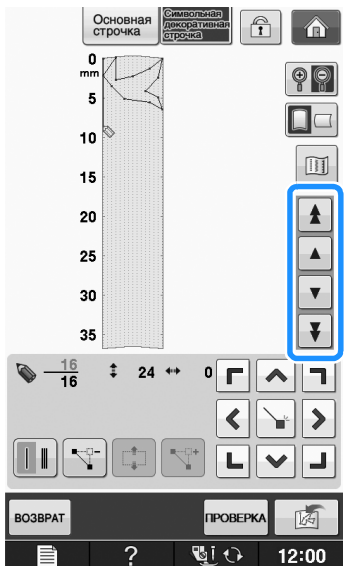 Основная
строчка
Символьная
декоративная
строчка
0
mm
5
10
15
20
25
30
35
16
16
24
0
ВОЗВРАТ
ПРОВЕРКА
?
12:00